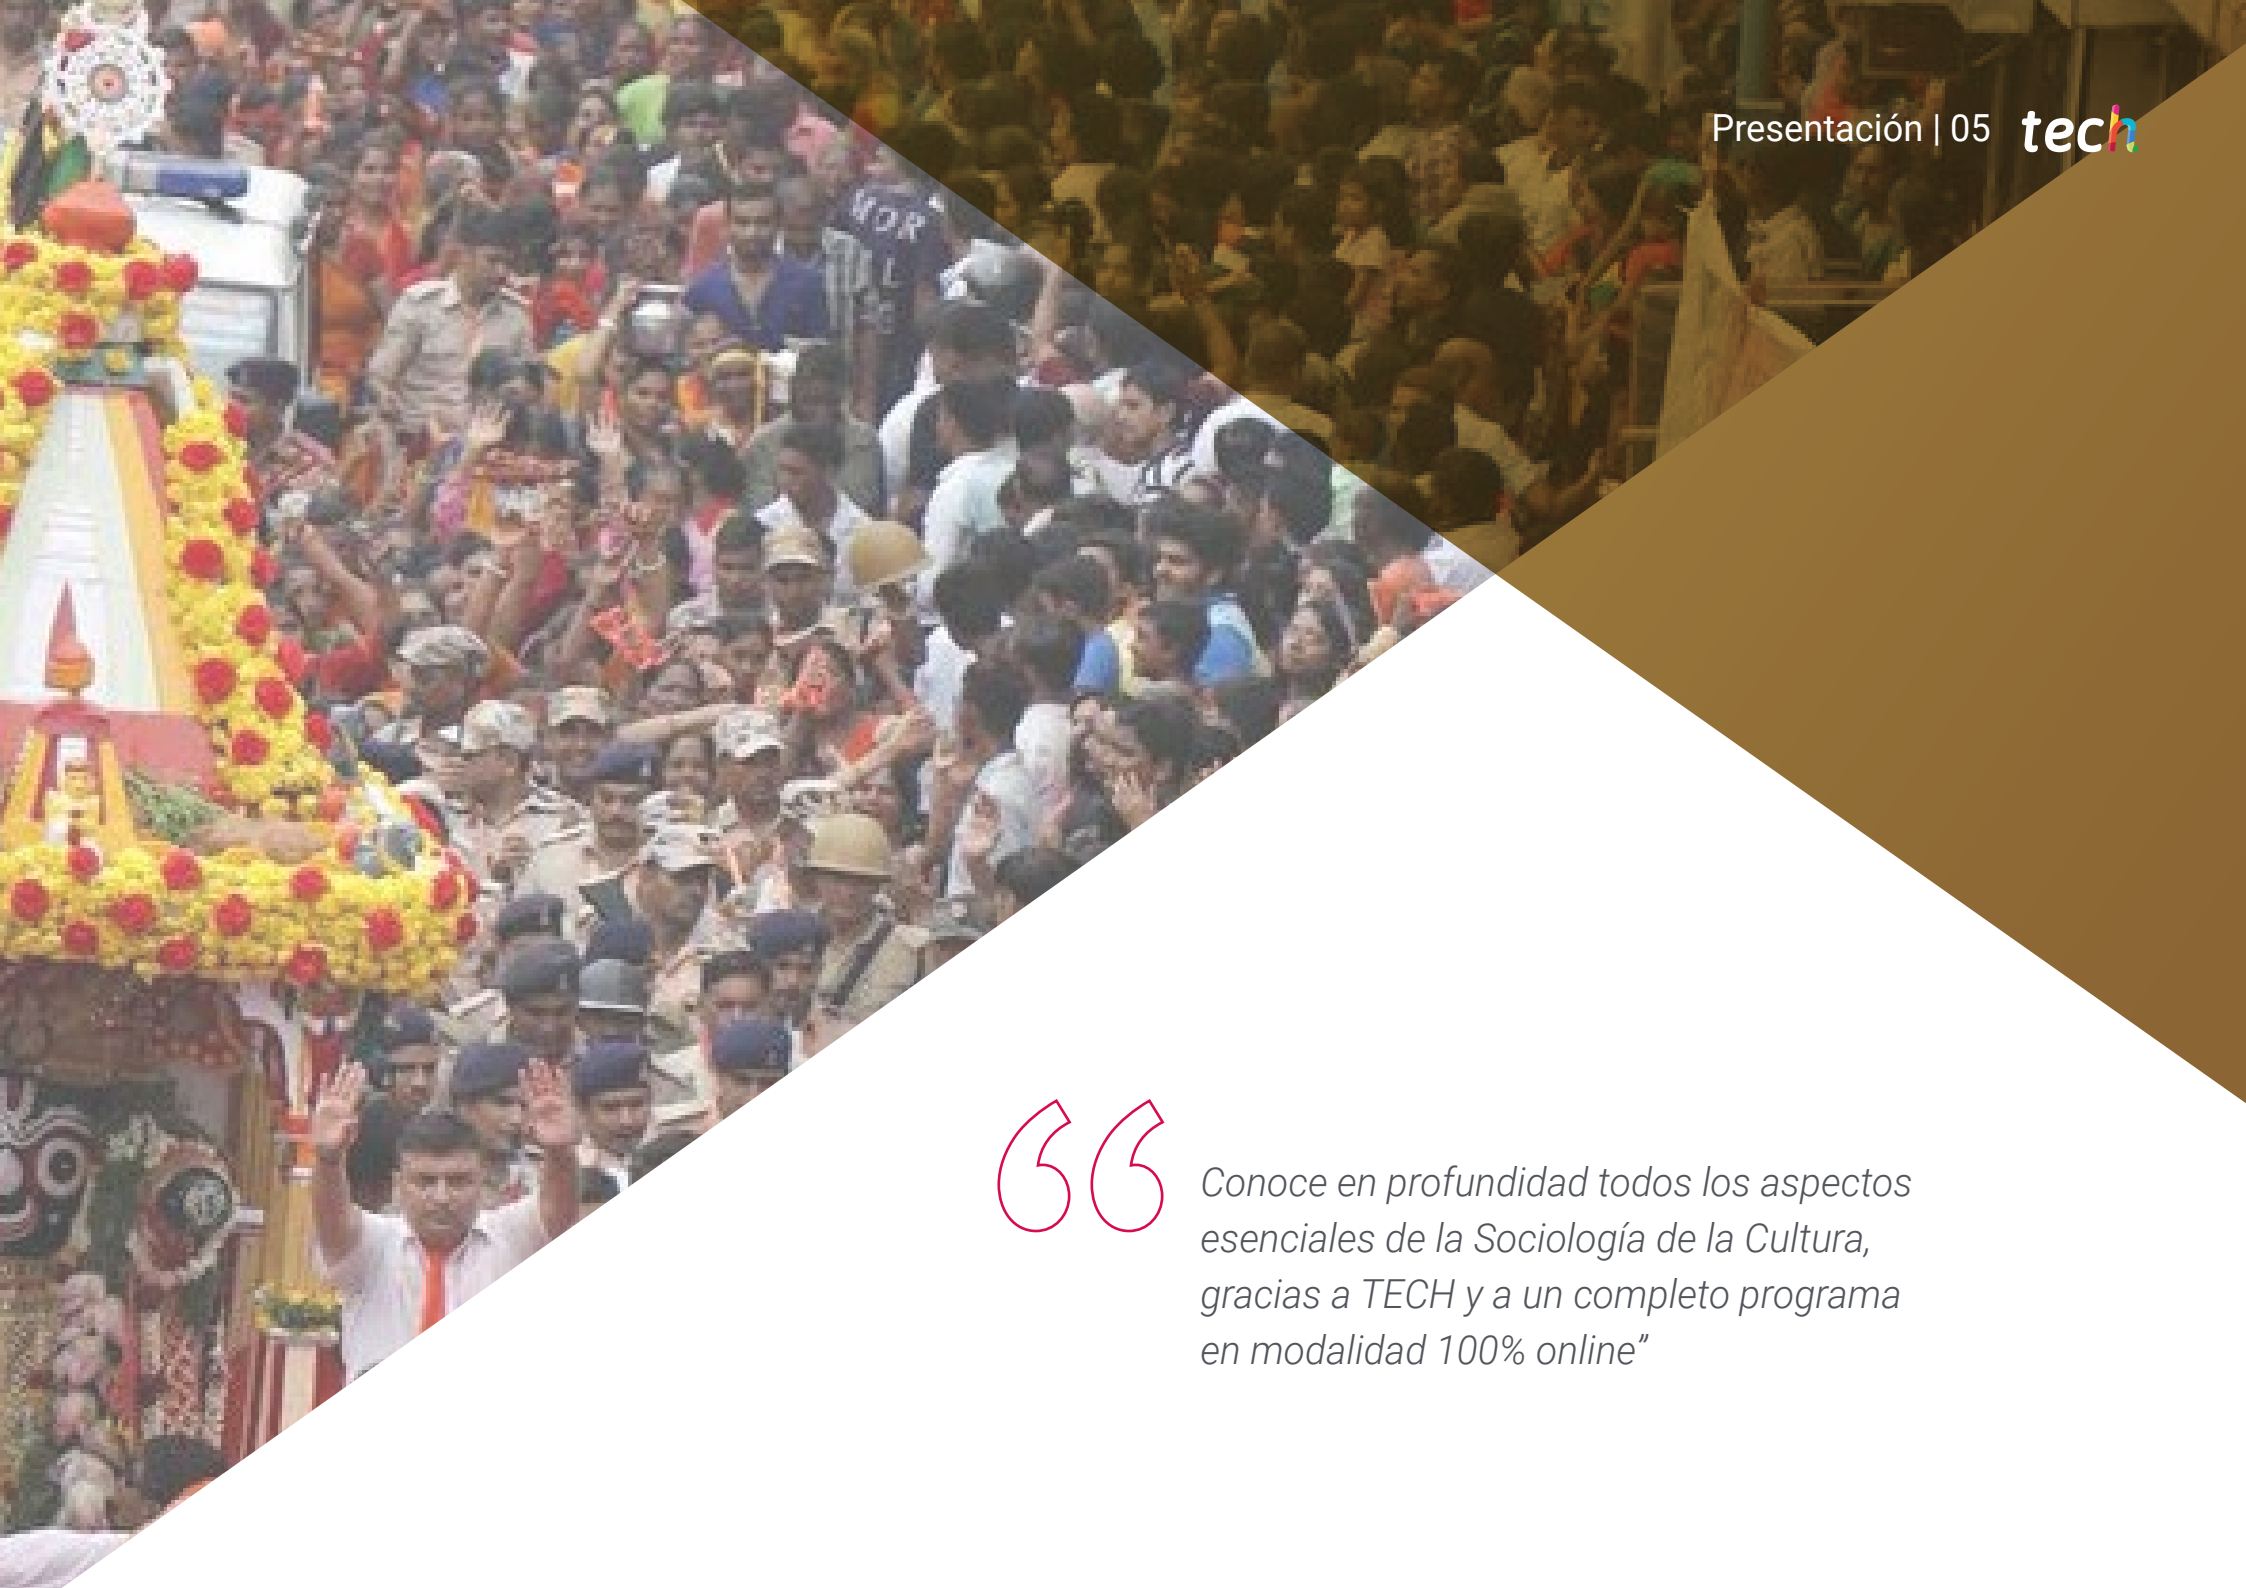 Presentación | 05 tech
Conoce en profundidad todos los aspectos
esenciales de la Sociología de la Cultura,
gracias a TECH y a un completo programa
en modalidad 100% online”